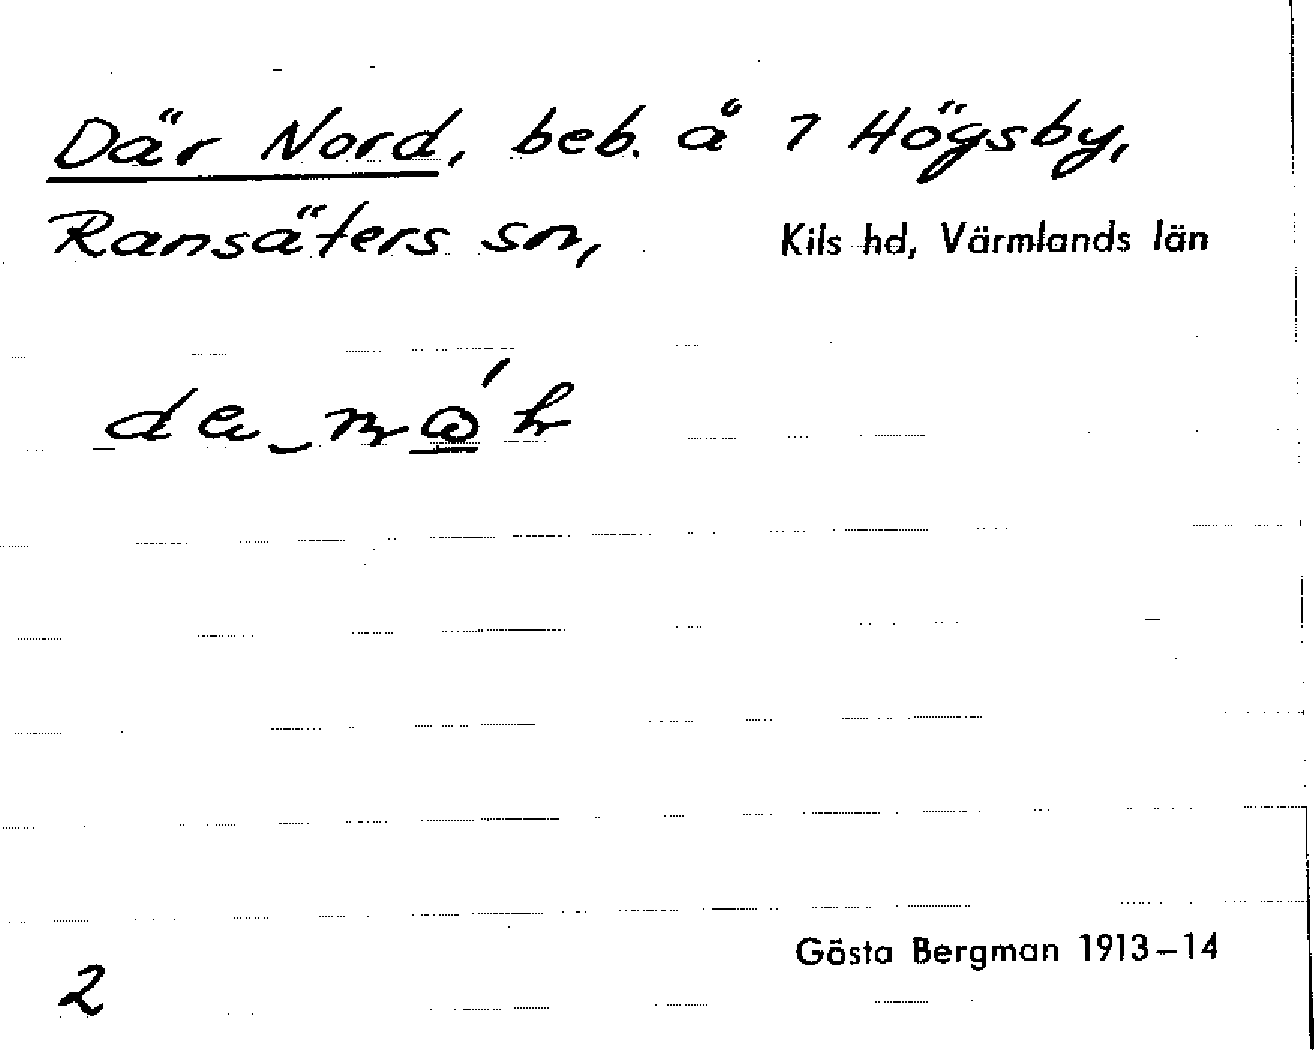 Där Nord, beb. å 7 Högsby,
Ransäters sn, Kils hd, Värmlands län
Gösta Bergman 1913-14
2